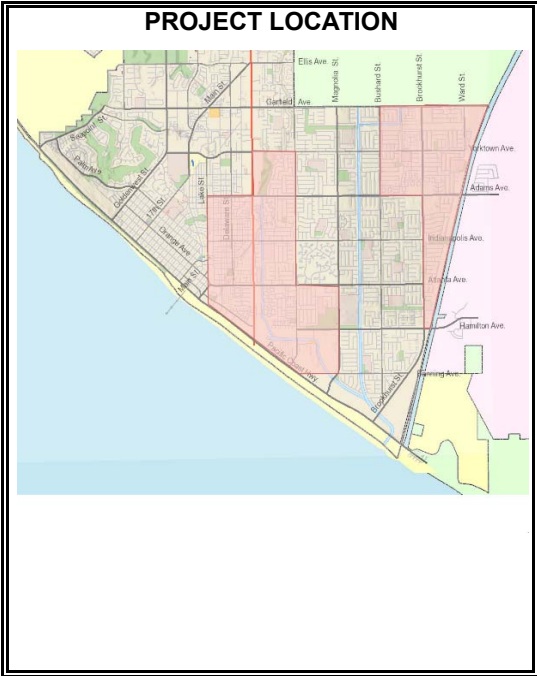 PROJECT LOCATION
Ellis Ave.
Main St.
Magnolia St.
Bushard St.
Brookhurst St.
Ward St.
Garfield Ave
Seapoint St.
Yorktown Ave.
Palm Ave
Goldenwest St.
Adams Ave.
17th St.
Lake St.
Delaware St.
Orange Ave
Indianapolis Ave.
Main St.
Atlanta Ave.
Hamilton Ave.
Pacific Coast Hwy
Banning Ave.
Brookhurst St.